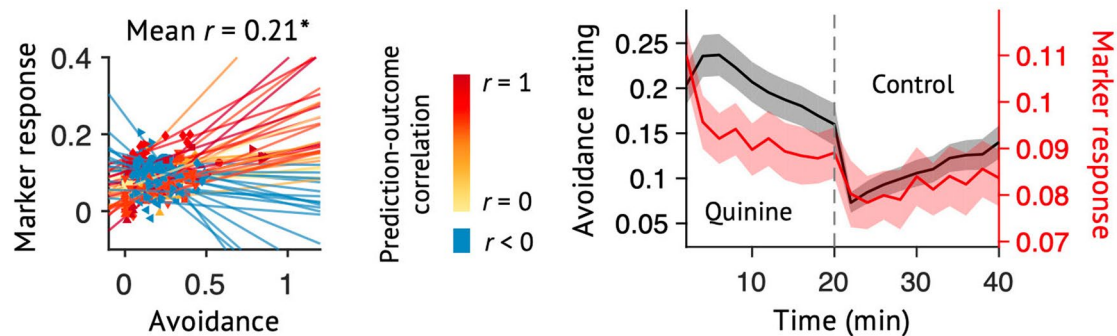 Mean r = 0.21*
Marker response
0.4
0.2
0
0
0.5
1
Avoidance
Prediction-outcome
correlation
r = 1
r = 0
r < 0
Avoidance rating
0.25
0.2
0.15
0.1
0.05
Quinine
Control
10
20
30
40
Time (min)
0.11
0.1
0.09
0.08
0.07
Marker
response